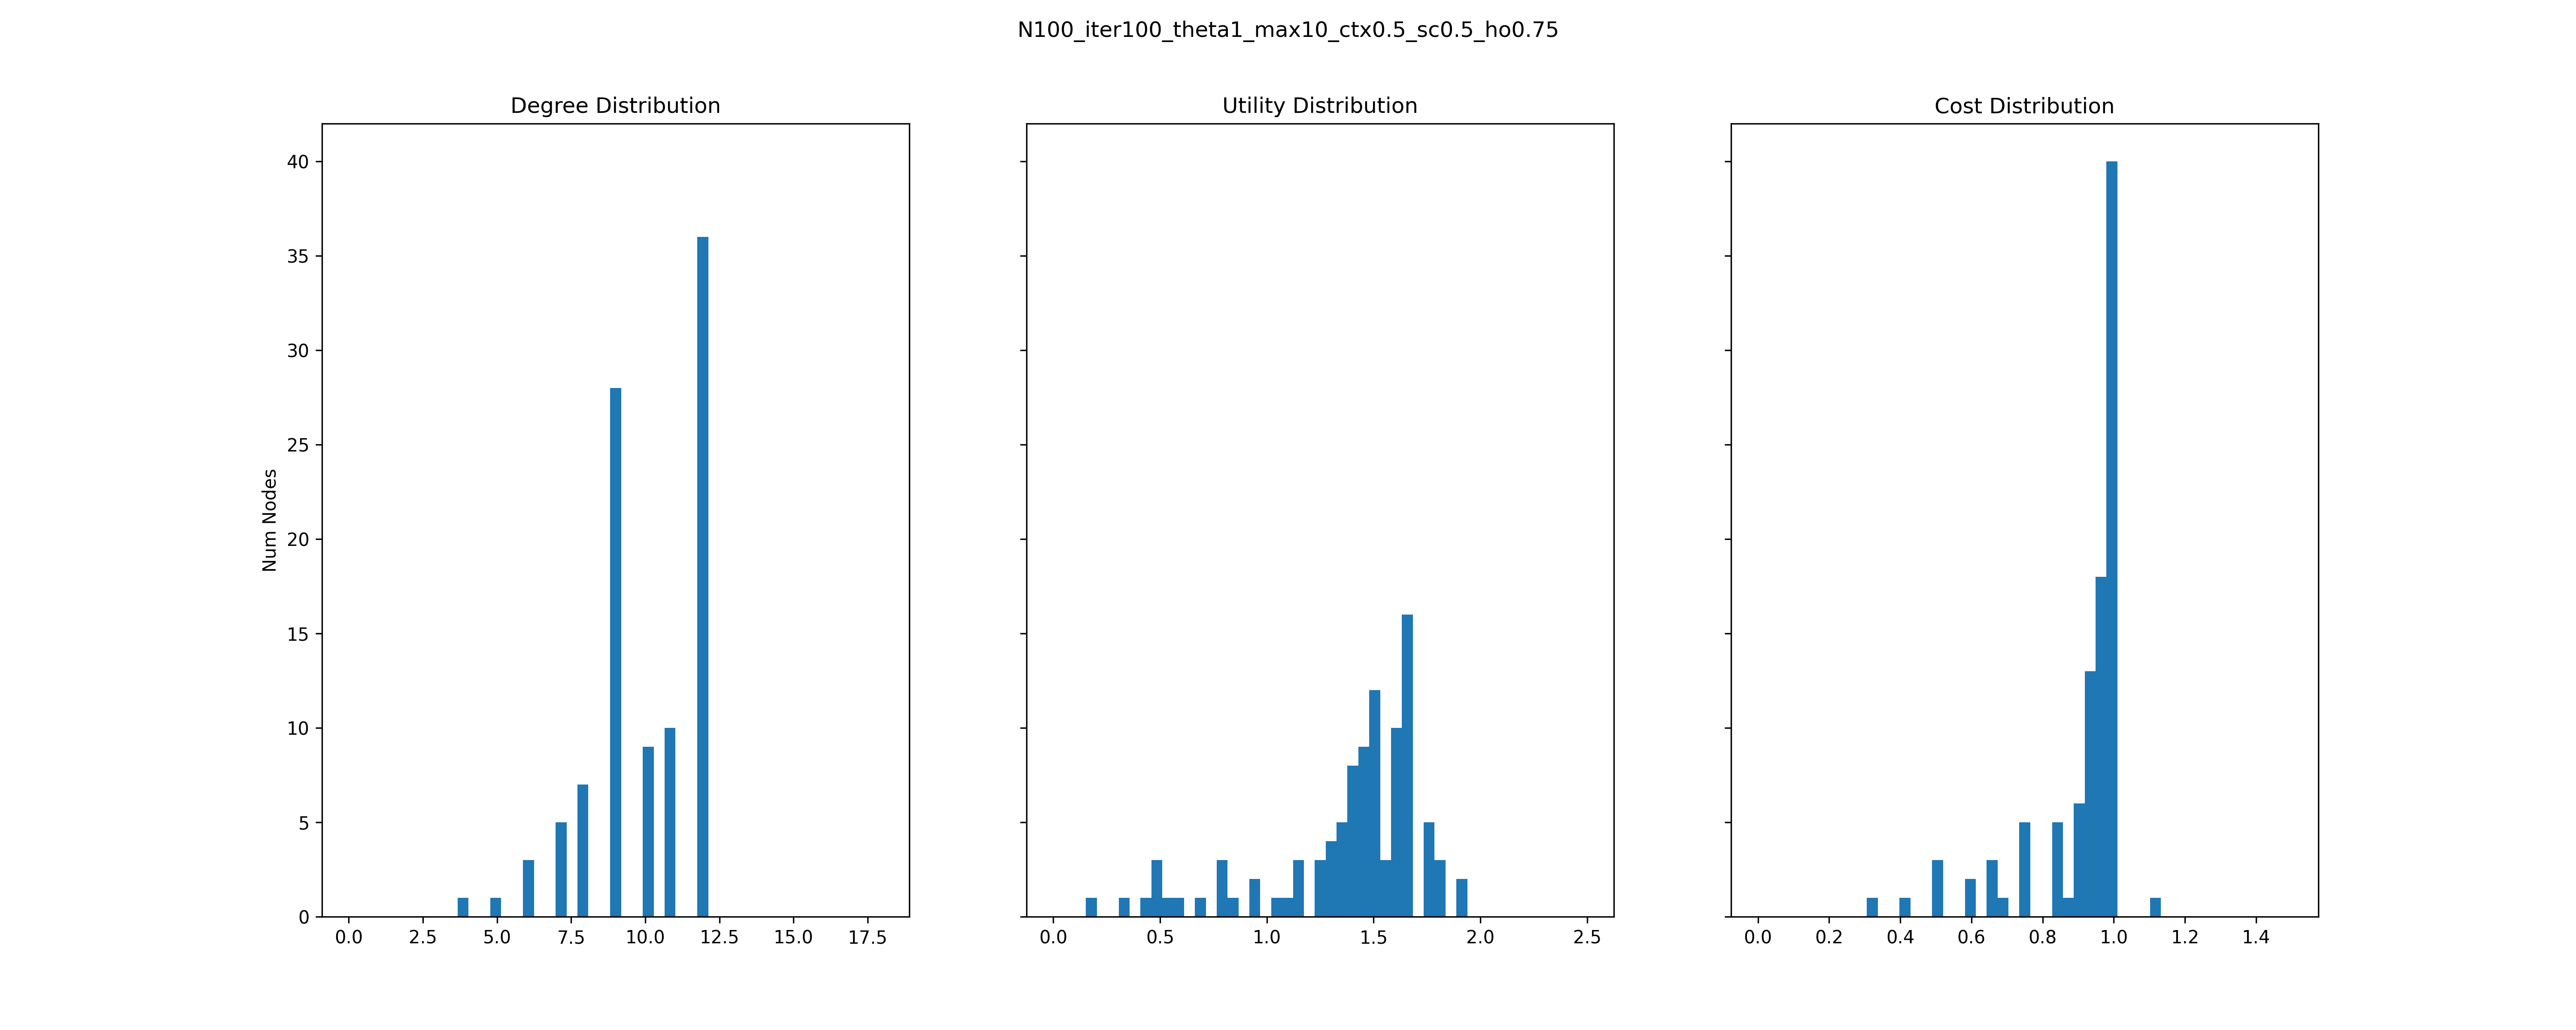 N100_iter100_theta1_max10_ctx0.5_sc0.5_ho0.75
Degree Distribution
Utility Distribution
Cost Distribution
Num Nodes
40
35
30
25
20
15
10
5
0
0.0 2.5 5.0 7.5 10.0 12.5 15.0 17.5
0.0 0.5 1.0 1.5 2.0 2.5
0.0 0.2 0.4 0.6 0.8 1.0 1.2 1.4